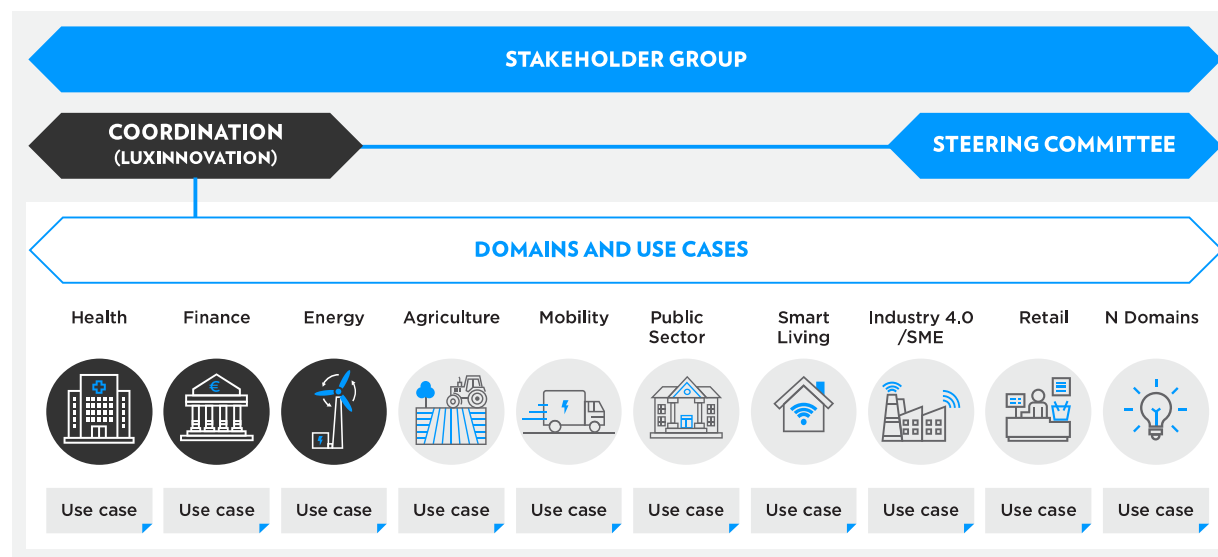 STAKEHOLDER GROUP
COORDINATION
(LUXINNOVATION)
STEERING COMMITTEE
DOMAINS AND USE CASES
Health
Finance
Energy
Agriculture
Mobility
Public
Sector
Smart
Living
Industry 4.0
/SME
Retail
N Domains
€
Use case
Use case
Use case
Use case
Use case
Use case
Use case
Use case
Use case
Use case